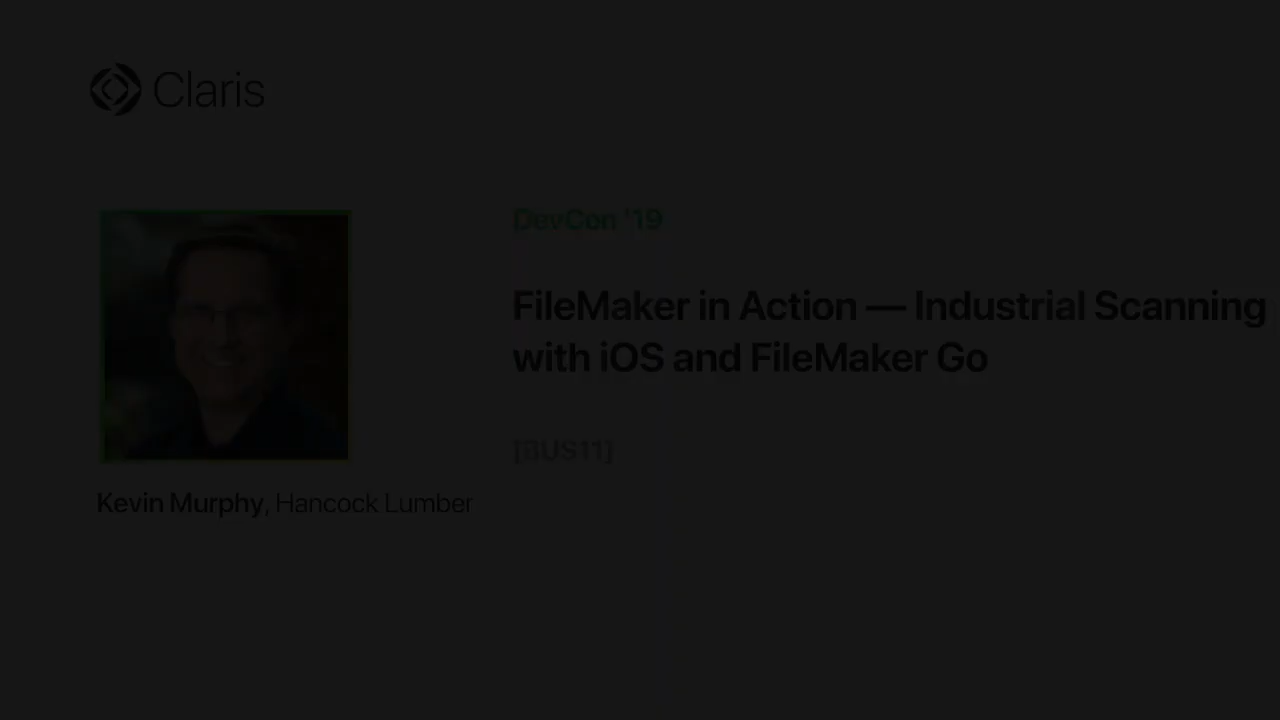 Claris
DevCon '19
FileMaker in Action — Industrial Scanning
with iOS and FileMaker Go
[BUS11]
Kevin Murphy, Hancock Lumber